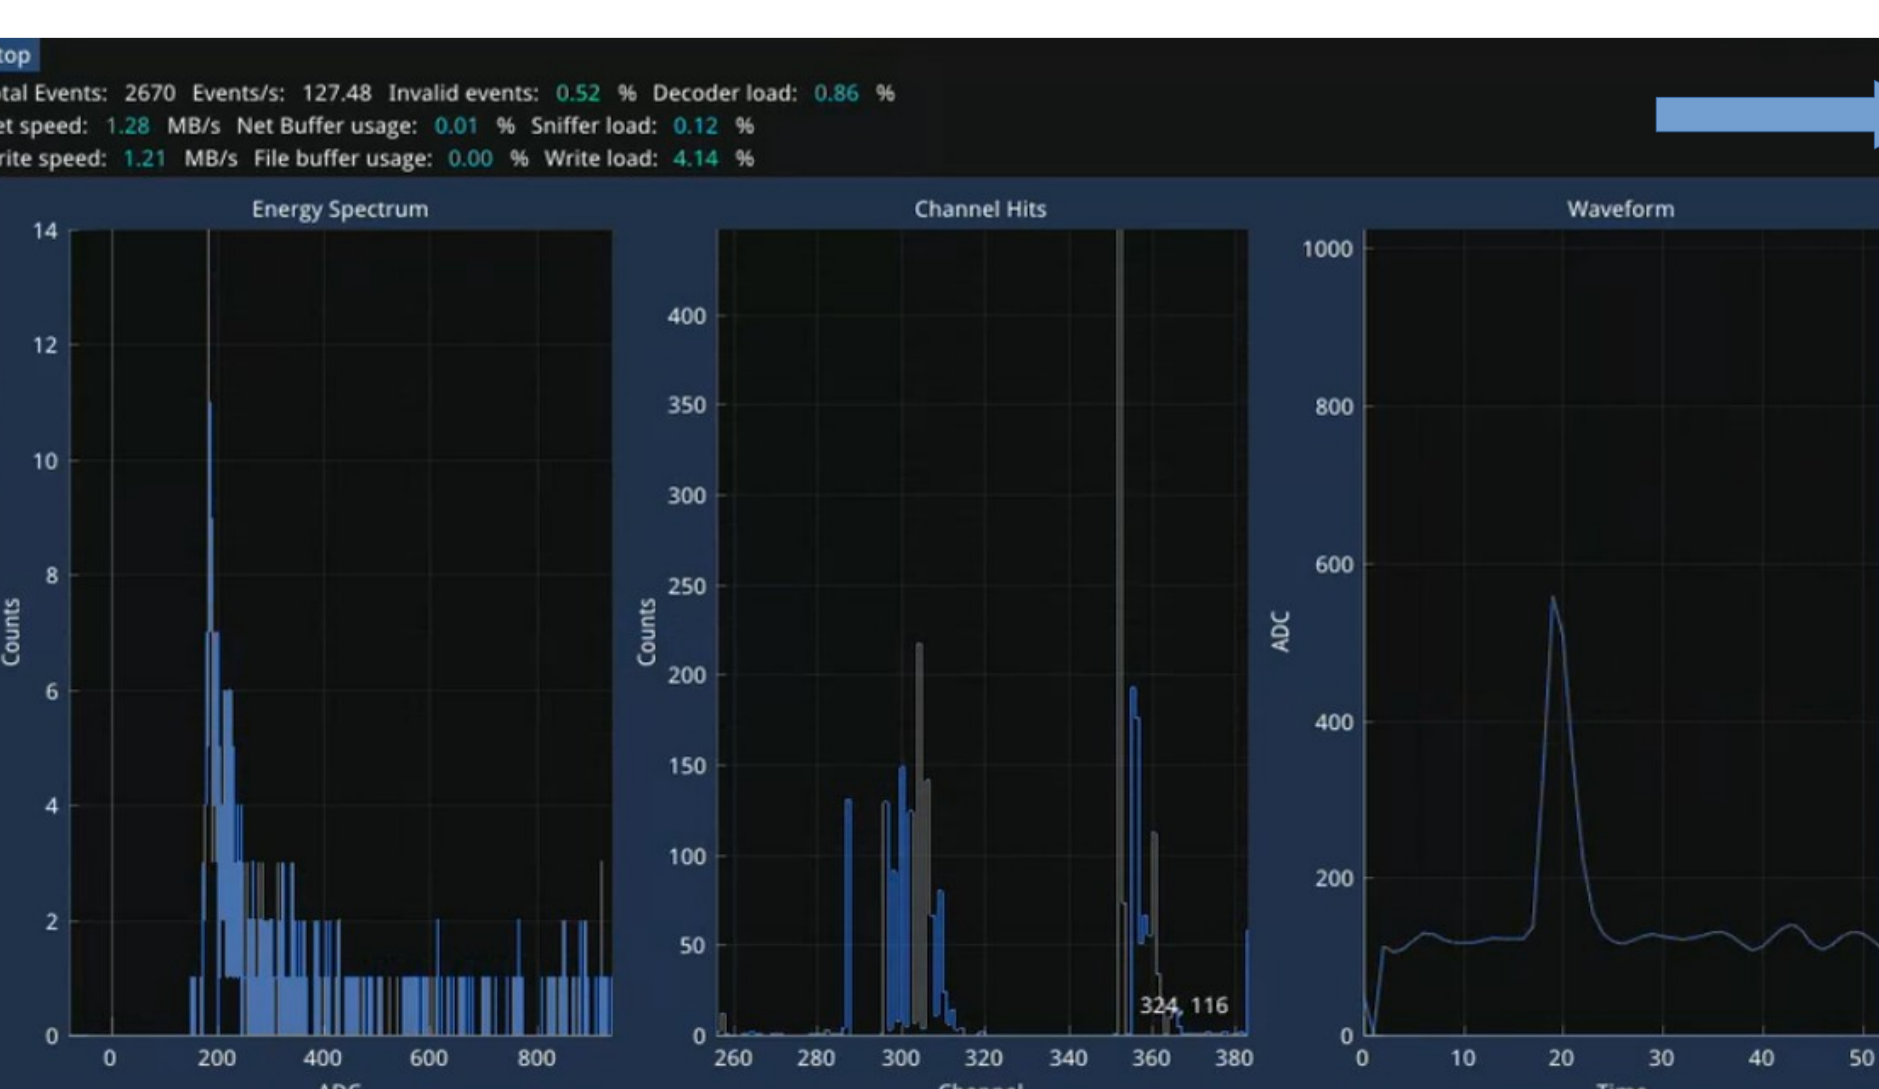 top
tal Events: 2670 Events/s: 127.48 Invalid events: 0.52 % Decoder load: 0.86 %
et speed: 1.28 MB/s Net Buffer usage: 0.01 % Sniffer load: 0.12 %
rite speed: 1.21 MB/s File buffer usage: 0.00 % Write load: 4.14 %
Energy Spectrum
14
12
10
8
6
4
2
0
Counts
0 200 400 600 800
ADC
Channel Hits
400
350
300
250
200
150
100
50
0
Counts
324, 116
260 280 300 320 340 360 380
Channel
Waveform
1000
800
600
400
200
0
ADC
0 10 20 30 40 50
Time